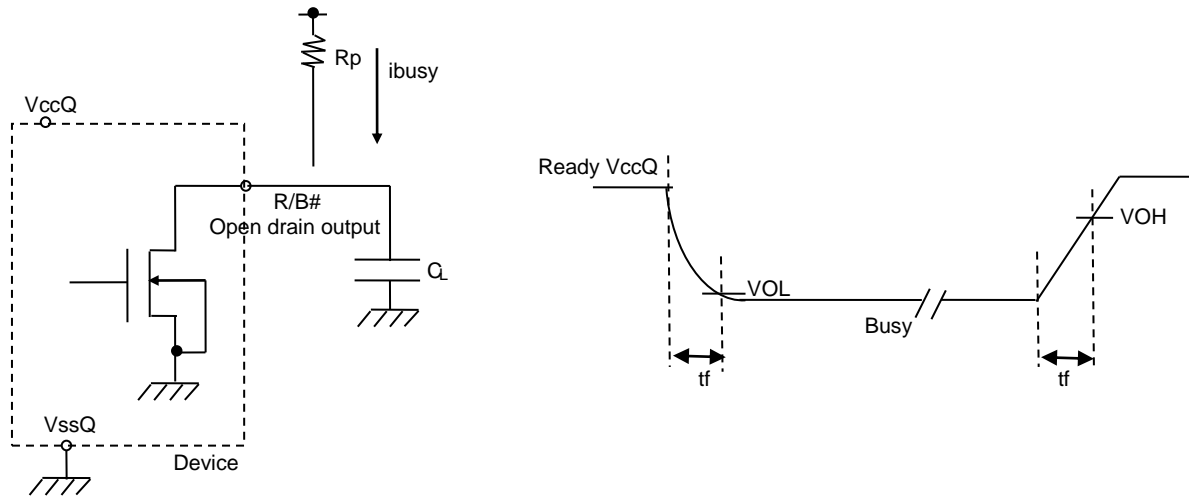 Rp
ibusy
VccQ
R/B#
Open drain output
CL
VssQ
Device
Ready VccQ
VOL
Busy
tf
VOH
tf